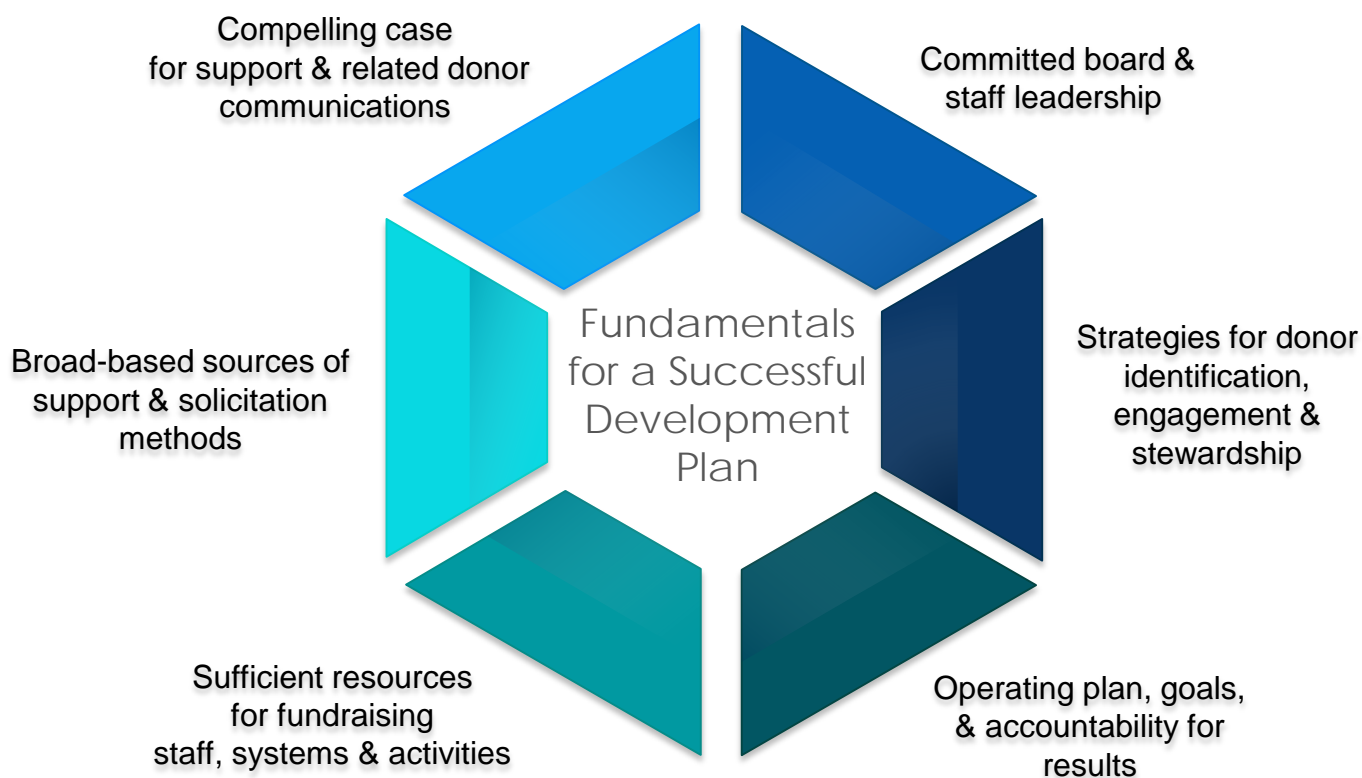 Compelling case
for support & related donor
communications
Committed board &
staff leadership
Strategies for donor
identification,
engagement &
stewardship
Operating plan, goals,
& accountability for
results
Sufficient resources
for fundraising
staff, systems & activities
Broad-based sources of
support & solicitation
methods
Fundamentals
for a Successful
Development
Plan